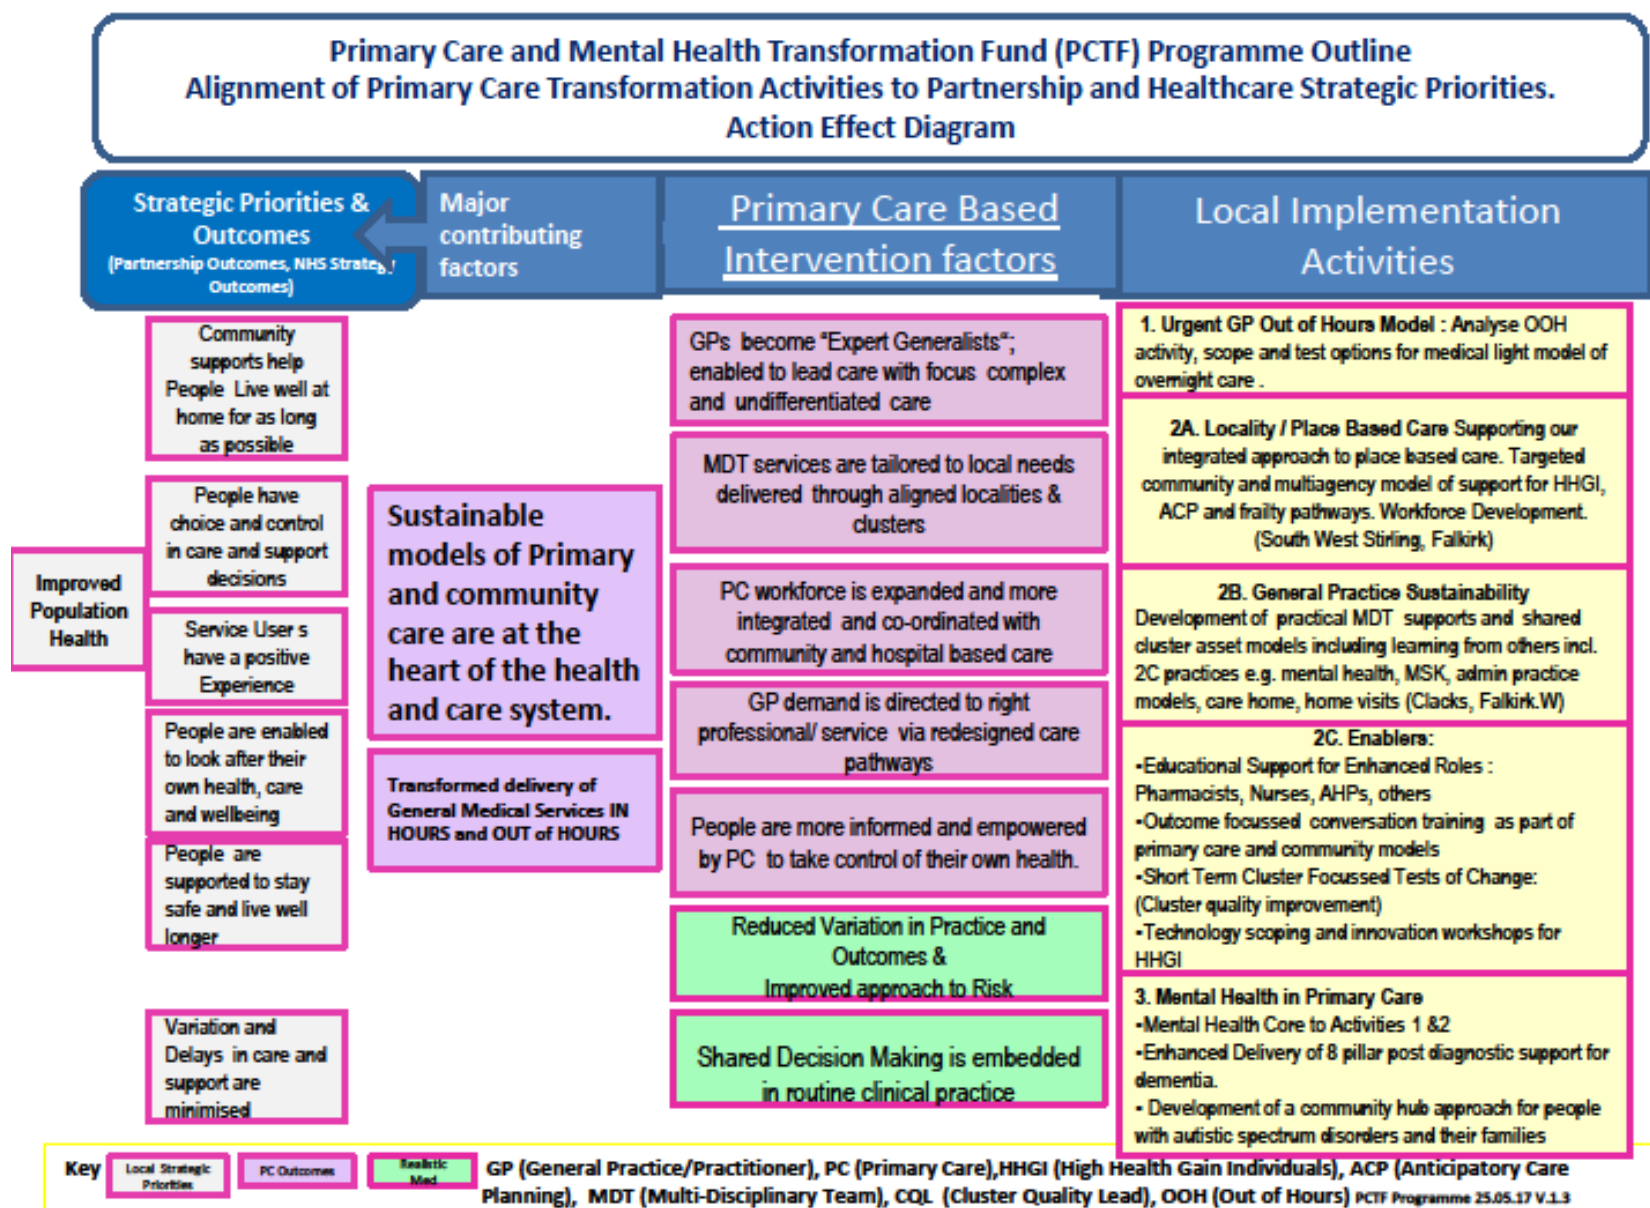 Primary Care and Mental Health Transformation Fund (PCTF) Programme Outline
Alignment of Primary Care Transformation Activities to Partnership and Healthcare Strategic Priorities.
Action Effect Diagram
Strategic Priorities &
Outcomes
(Partnership Outcomes, NHS Strategy
Outcomes)
Major
contributing
factors
Primary Care Based
Intervention factors
Local Implementation
Activities
Improved
Population
Health
Community
supports help
People Live well at
home for as long
as possible
People have
choice and control
in care and support
decisions
Service User s
have a positive
Experience
People are enabled
to look after their
own health, care
and wellbeing
People are
supported to stay
safe and live well
longer
Variation and
Delays in care and
support are
minimised
Sustainable
models of Primary
and community
care are at the
heart of the health
and care system.
Transformed delivery of
General Medical Services IN
HOURS and OUT of HOURS
GPs become "Expert Generalists";
enabled to lead care with focus complex
and undifferentiated care
MDT services are tailored to local needs
delivered through aligned localities &
clusters
PC workforce is expanded and more
integrated and co-ordinated with
community and hospital based care
GP demand is directed to right
professional/ service via redesigned care
pathways
People are more informed and empowered
by PC to take control of their own health.
Reduced Variation in Practice and
Outcomes &
Improved approach to Risk
Shared Decision Making is embedded
in routine clinical practice
1. Urgent GP Out of Hours Model : Analyse OOH
activity, scope and test options for medical light model of
overnight care .
2A. Locality / Place Based Care Supporting our
integrated approach to place based care. Targeted
community and multiagency model of support for HHGI,
ACP and frailty pathways. Workforce Development.
(South West Stirling, Falkirk)
2B. General Practice Sustainability
Development of practical MDT supports and shared
cluster asset models including learning from others incl.
2C practices e.g. mental health, MSK, admin practice
models, care home, home visits (Clacks, Falkirk.W)
2C. Enablers:
•Educational Support for Enhanced Roles :
Pharmacists, Nurses, AHPs, others
•Outcome focussed conversation training as part of
primary care and community models
•Short Term Cluster Focussed Tests of Change:
(Cluster quality improvement)
•Technology scoping and innovation workshops for
HHGI
3. Mental Health in Primary Care
•Mental Health Core to Activities 1 &2
•Enhanced Delivery of 8 pillar post diagnostic support for
dementia.
• Development of a community hub approach for people
with autistic spectrum disorders and their families
Key
Local Strategic
Priorities
PC Outcomes
Realistic
Med
GP (General Practice/Practitioner), PC (Primary Care),HHGI (High Health Gain Individuals), ACP (Anticipatory Care
Planning), MDT (Multi-Disciplinary Team), CQL (Cluster Quality Lead), OOH (Out of Hours) PCTF Programme 25.05.17 V.1.3